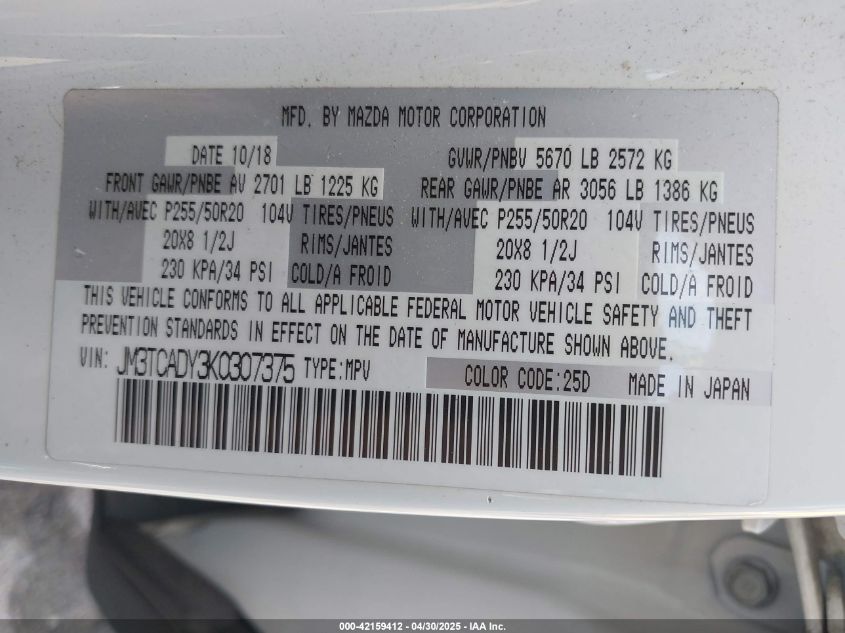 MFD. BY MAZDA MOTOR CORPORATION
DATE 10/18 GVWR/PNBV 5670 LB 2572 KG
FRONT GAWR/PNBE AV 2701 LB 1225 KG REAR GAWR/PNBE AR 3056 LB 1386 KG
WITH/AVEC P255/50R20 104V TIRES/PNEUS WITH/AVEC P255/50R20 104V TIRES/PNEUS
20X8 1/2J RIMS/JANTES 20X8 1/2J RIMS/JANTES
230 KPA/34 PSI COLD/A FROID 230 KPA/34 PSI COLD/A FROID
THIS VEHICLE CONFORMS TO ALL APPLICABLE FEDERAL MOTOR VEHICLE SAFETY AND THEFT
PREVENTION STANDARDS IN EFFECT ON THE DATE OF MANUFACTURE SHOWN ABOVE.
VIN: JM3TCADY3K0307375 TYPE:MPV COLOR CODE:25D MADE IN JAPAN
000-42159412 - 04/30/2025 - IAA Inc.